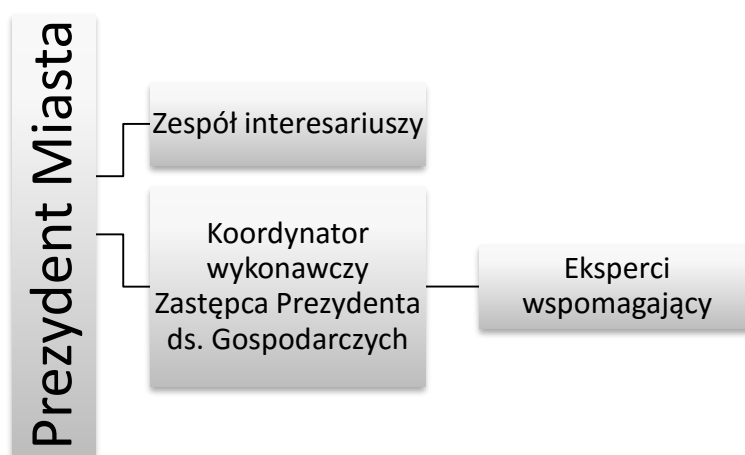 Prezydent Miasta
Zespół interesariuszy
Koordynator
wykonawczy
Zastępca Prezydenta
ds. Gospodarczych
Eksperci
wspomagający